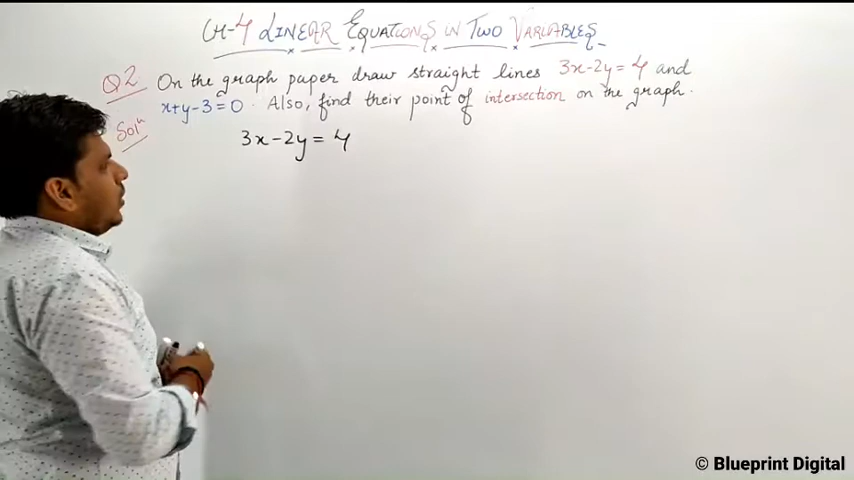 CH-4 LINEAR EQUATIONS IN TWO VARIABLES
Q2 On the graph paper draw straight lines 3x-2y=4 and
x+y-3=0. Also, find their point of intersection on the graph.
Solⁿ
3x-2y=4
© Blueprint Digital